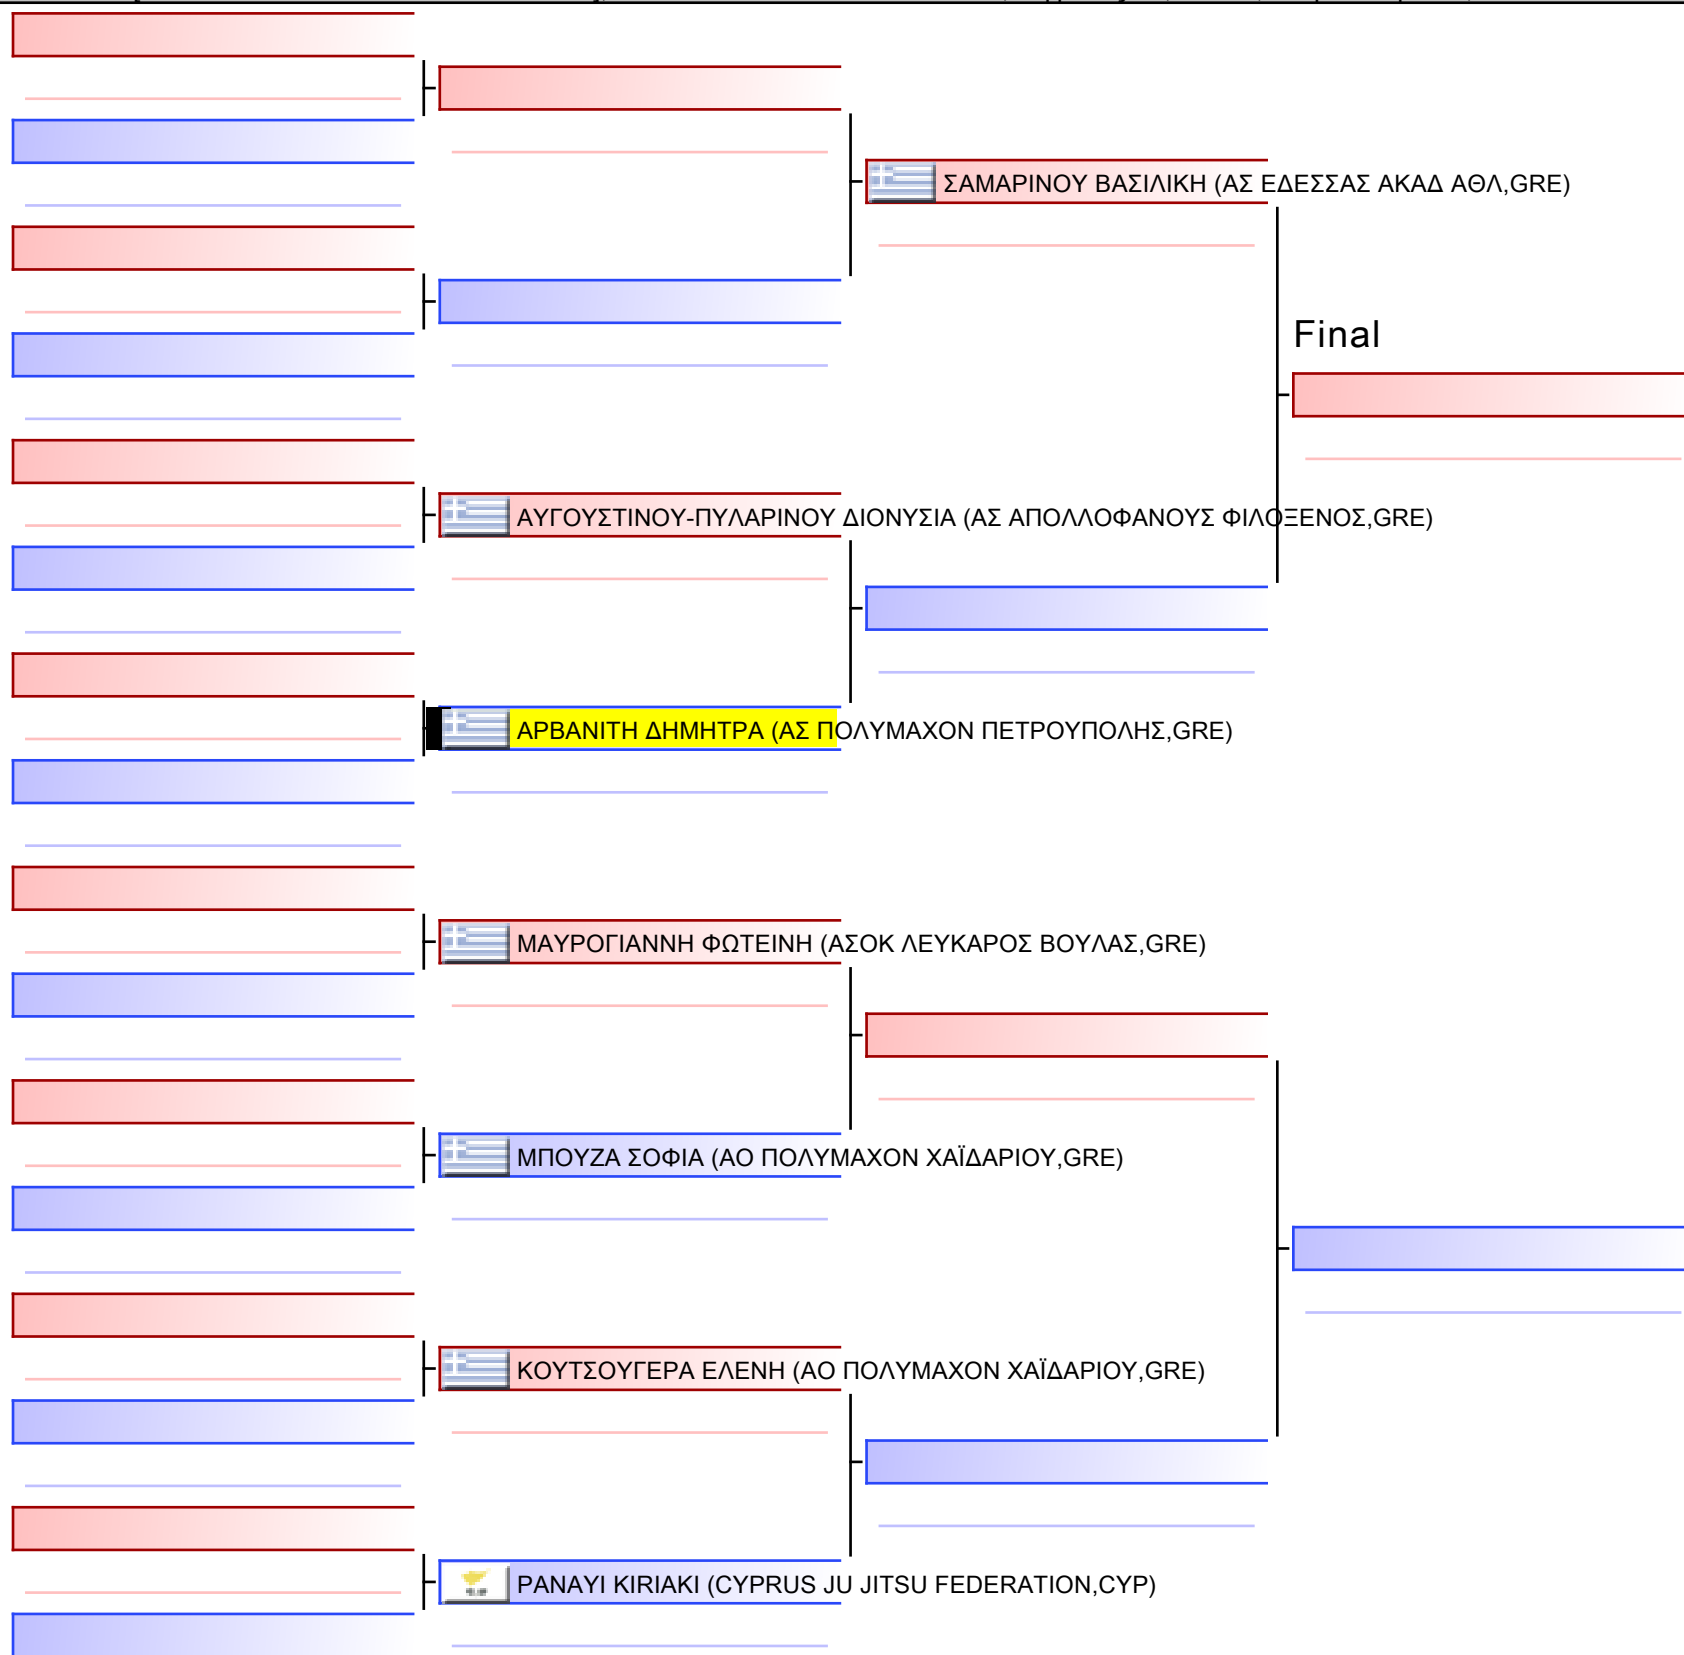 ΣΑΜΑΡΙΝΟΥ ΒΑΣΙΛΙΚΗ (ΑΣ ΕΔΕΣΣΑΣ ΑΚΑΔ ΑΘΛ,GRE)
Final
ΑΥΓΟΥΣΤΙΝΟΥ-ΠΥΛΑΡΙΝΟΥ ΔΙΟΝΥΣΙΑ (ΑΣ ΑΠΟΛΛΟΦΑΝΟΥΣ ΦΙΛΟΞΕΝΟΣ,GRE)
ΑΡΒΑΝΙΤΗ ΔΗΜΗΤΡΑ (ΑΣ ΠΟΛΥΜΑΧΟΝ ΠΕΤΡΟΥΠΟΛΗΣ,GRE)
ΜΑΥΡΟΓΙΑΝΝΗ ΦΩΤΕΙΝΗ (ΑΣΟΚ ΛΕΥΚΑΡΟΣ ΒΟΥΛΑΣ,GRE)
ΜΠΟΥΖΑ ΣΟΦΙΑ (ΑΟ ΠΟΛΥΜΑΧΟΝ ΧΑΪΔΑΡΙΟΥ,GRE)
ΚΟΥΤΣΟΥΓΕΡΑ ΕΛΕΝΗ (ΑΟ ΠΟΛΥΜΑΧΟΝ ΧΑΪΔΑΡΙΟΥ,GRE)
PANAYI KIRIAKI (CYPRUS JU JITSU FEDERATION,CYP)